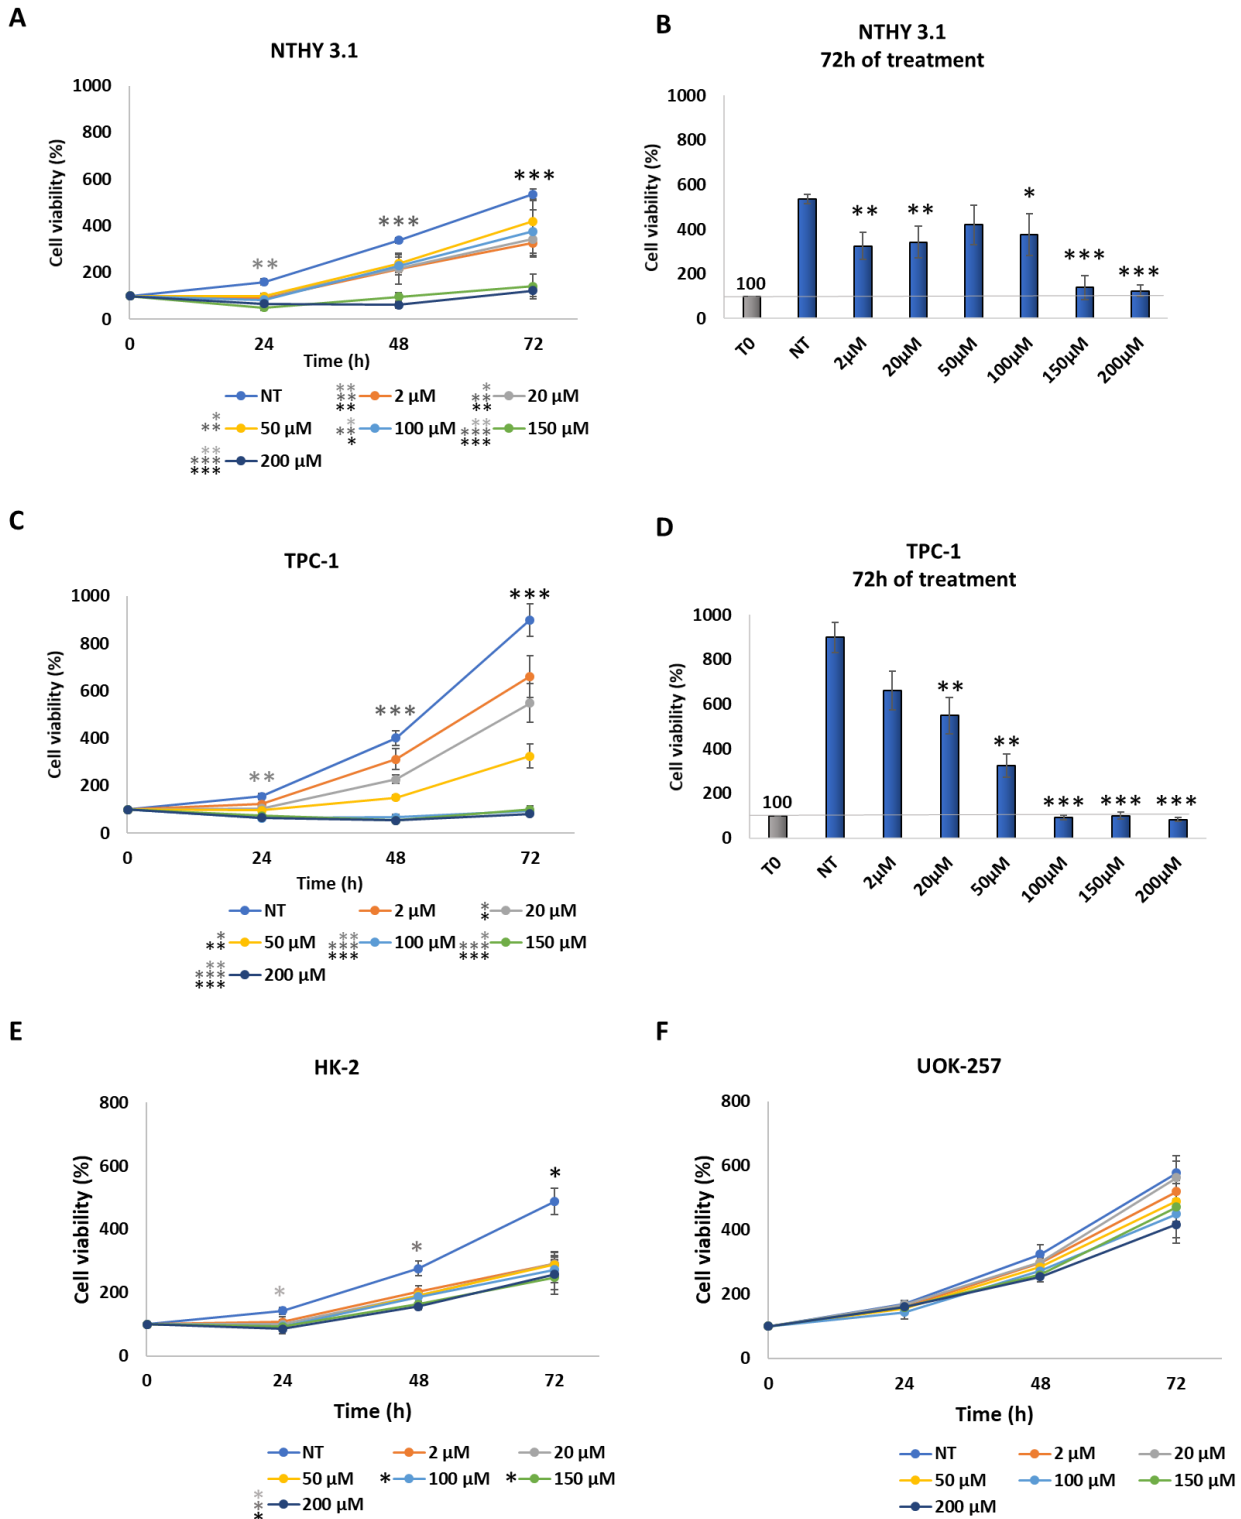 A
NTHY 3.1
1000
800
600
400
200
0
Cell viability (%)
**
***
***
0 24 48 72
Time (h)
NT
** ** ** 2 µM
* ** ** 20 µM
* ** 50 µM
* ** * 100 µM
** *** *** 150 µM
** *** *** 200 µM
B
NTHY 3.1
72h of treatment
1000
800
600
400
200
0
Cell viability (%)
100
** ** * *** ***
T0 NT 2µM 20µM 50µM 100µM 150µM 200µM
C
TPC-1
1000
800
600
400
200
0
Cell viability (%)
**
***
***
0 24 48 72
Time (h)
NT
2 µM
* * 20 µM
* ** 50 µM
** *** *** 100 µM
* *** *** 150 µM
** *** *** 200 µM
D
TPC-1
72h of treatment
1000
800
600
400
200
0
Cell viability (%)
100
** ** *** *** ***
T0 NT 2µM 20µM 50µM 100µM 150µM 200µM
E
HK-2
800
600
400
200
0
Cell viability (%)
*
*
*
0 24 48 72
Time (h)
NT
2 µM
20 µM
50 µM
* 100 µM
* 150 µM
* * * 200 µM
F
UOK-257
800
600
400
200
0
Cell viability (%)
0 24 48 72
Time (h)
NT
2 µM
20 µM
50 µM
100 µM
150 µM
200 µM